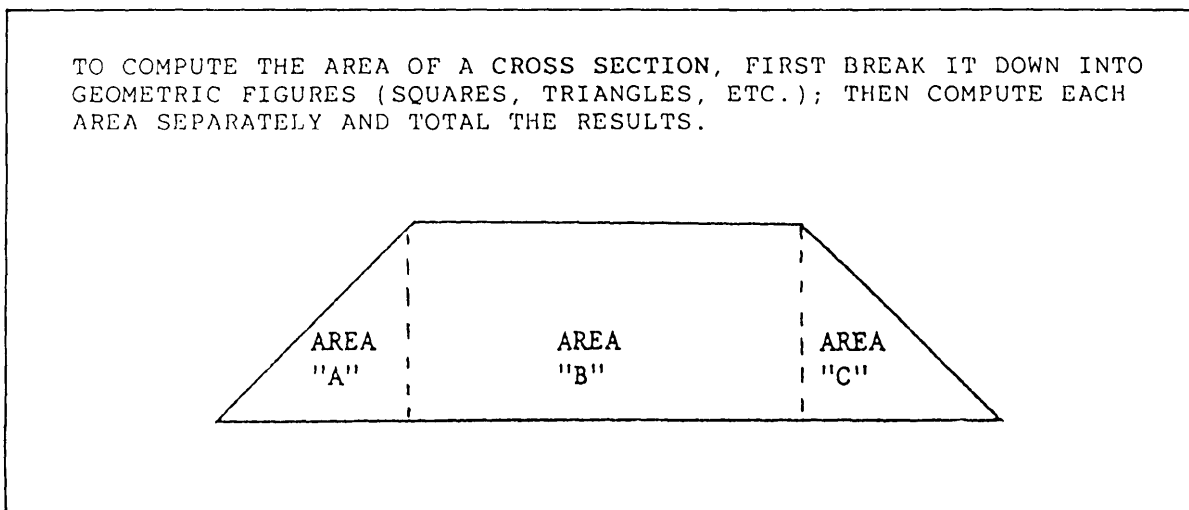 TO COMPUTE THE AREA OF A CROSS SECTION, FIRST BREAK IT DOWN INTO
GEOMETRIC FIGURES (SQUARES, TRIANGLES, ETC.); THEN COMPUTE EACH
AREA SEPARATELY AND TOTAL THE RESULTS.
AREA
"A"
AREA
"B"
AREA
"C"